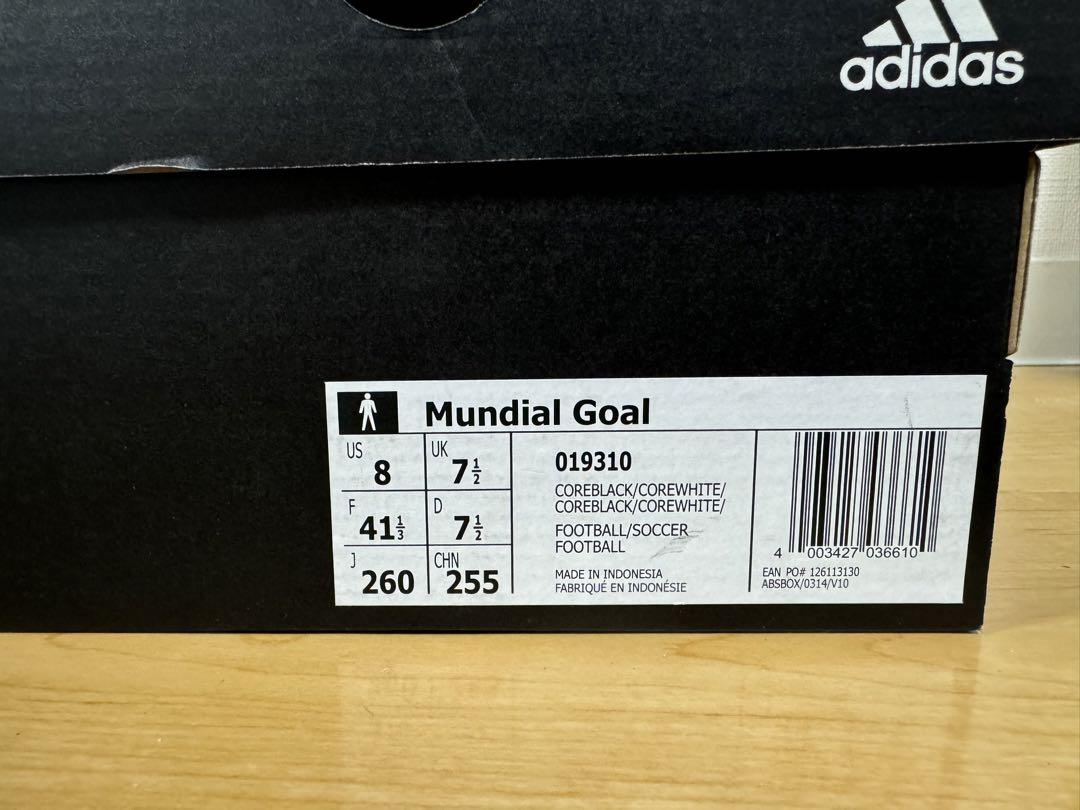 adidas
Mundial Goal
US 8 UK 7½
F 41⅓ D 7½
J 260 CHN 255
019310
COREBLACK/COREWHITE/
COREBLACK/COREWHITE/
FOOTBALL/SOCCER
FOOTBALL
MADE IN INDONESIA
FABRIQUÉ EN INDONÉSIE
4 003427 036610
EAN PO# 126113130
ABSBOX/0314/V10